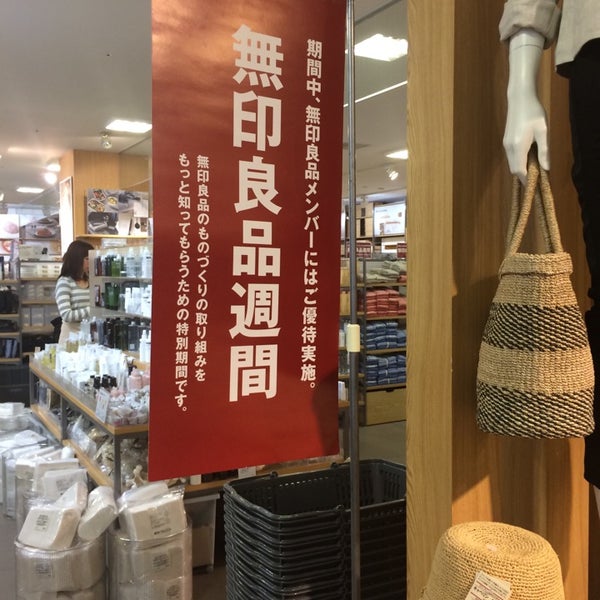 期間中、無印良品メンバーにはご優待実施。
無印良品週間
無印良品のものづくりの取り組みを
もっと知ってもらうための特別期間です。